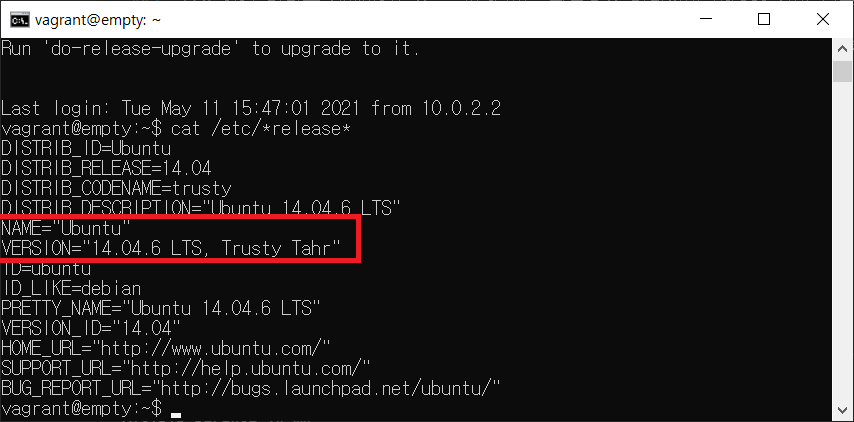 vagrant@empty: ~
Run 'do-release-upgrade' to upgrade to it.
Last login: Tue May 11 15:47:01 2021 from 10.0.2.2
vagrant@empty:~$ cat /etc/*release*
DISTRIB_ID=Ubuntu
DISTRIB_RELEASE=14.04
DISTRIB_CODENAME=trusty
DISTRIB_DESCRIPTION="Ubuntu 14.04.6 LTS"
NAME="Ubuntu"
VERSION="14.04.6 LTS, Trusty Tahr"
ID=ubuntu
ID_LIKE=debian
PRETTY_NAME="Ubuntu 14.04.6 LTS"
VERSION_ID="14.04"
HOME_URL="http://www.ubuntu.com/"
SUPPORT_URL="http://help.ubuntu.com/"
BUG_REPORT_URL="http://bugs.launchpad.net/ubuntu/"
vagrant@empty:~$